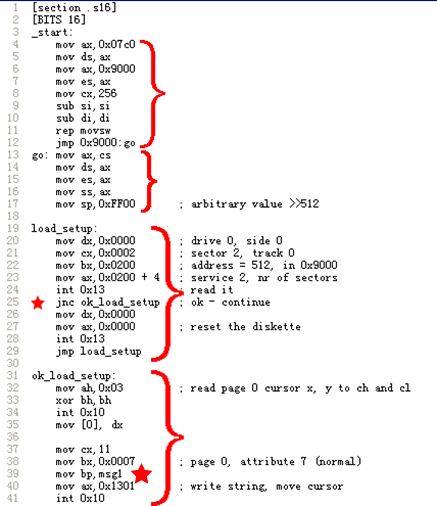 1 [section .s16]
2 [BITS 16]
3 _start:
4 mov ax,0x07c0
5 mov ds,ax
6 mov ax,0x9000
7 mov es,ax
8 mov cx,256
9 sub si,si
10 sub di,di
11 rep movsw
12 jmp 0x9000:go
13 go: mov ax,cs
14 mov ds,ax
15 mov es,ax
16 mov ss,ax
17 mov sp,0xFF00 ; arbitrary value >>512
18
19 load_setup:
20 mov dx,0x0000 ; drive 0, side 0
21 mov cx,0x0002 ; sector 2, track 0
22 mov bx,0x0200 ; address = 512, in 0x9000
23 mov ax,0x0200 + 4 ; service 2, nr of sectors
24 int 0x13 ; read it
25 jnc ok_load_setup ; ok - continue
26 mov dx,0x0000
27 mov ax,0x0000 ; reset the diskette
28 int 0x13
29 jmp load_setup
30
31 ok_load_setup:
32 mov ah,0x03 ; read page 0 cursor x, y to ch and cl
33 xor bh,bh
34 int 0x10
35 mov [0], dx
36
37 mov cx,11
38 mov bx,0x0007 ; page 0, attribute 7 (normal)
39 mov bp,msg1
40 mov ax,0x1301 ; write string, move cursor
41 int 0x10